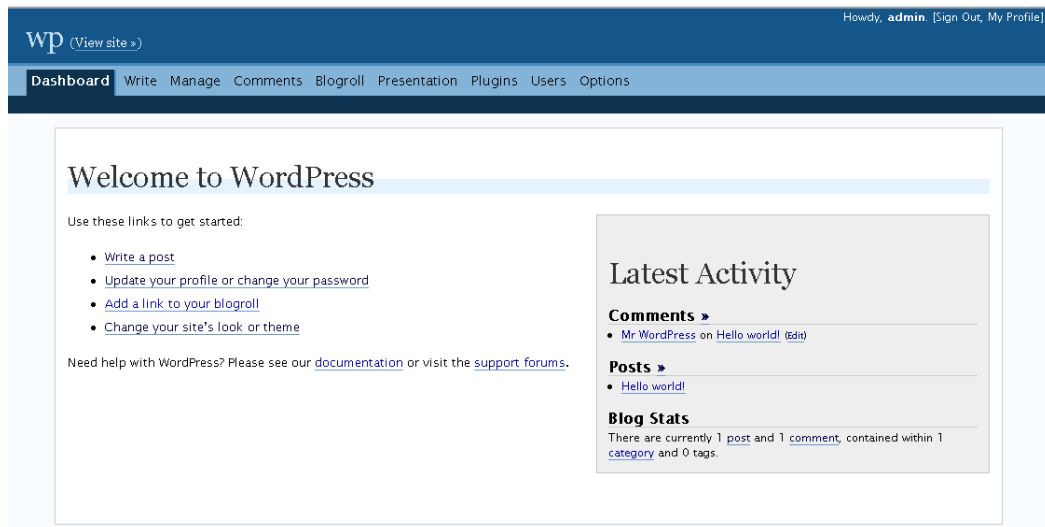 Howdy, admin. [Sign Out, My Profile]
wp (View site »)
Dashboard Write Manage Comments Blogroll Presentation Plugins Users Options
Welcome to WordPress
Use these links to get started:
• Write a post
• Update your profile or change your password
• Add a link to your blogroll
• Change your site's look or theme
Need help with WordPress? Please see our documentation or visit the support forums.
Latest Activity
Comments »
• Mr WordPress on Hello world! (Edit)
Posts »
• Hello world!
Blog Stats
There are currently 1 post and 1 comment, contained within 1
category and 0 tags.